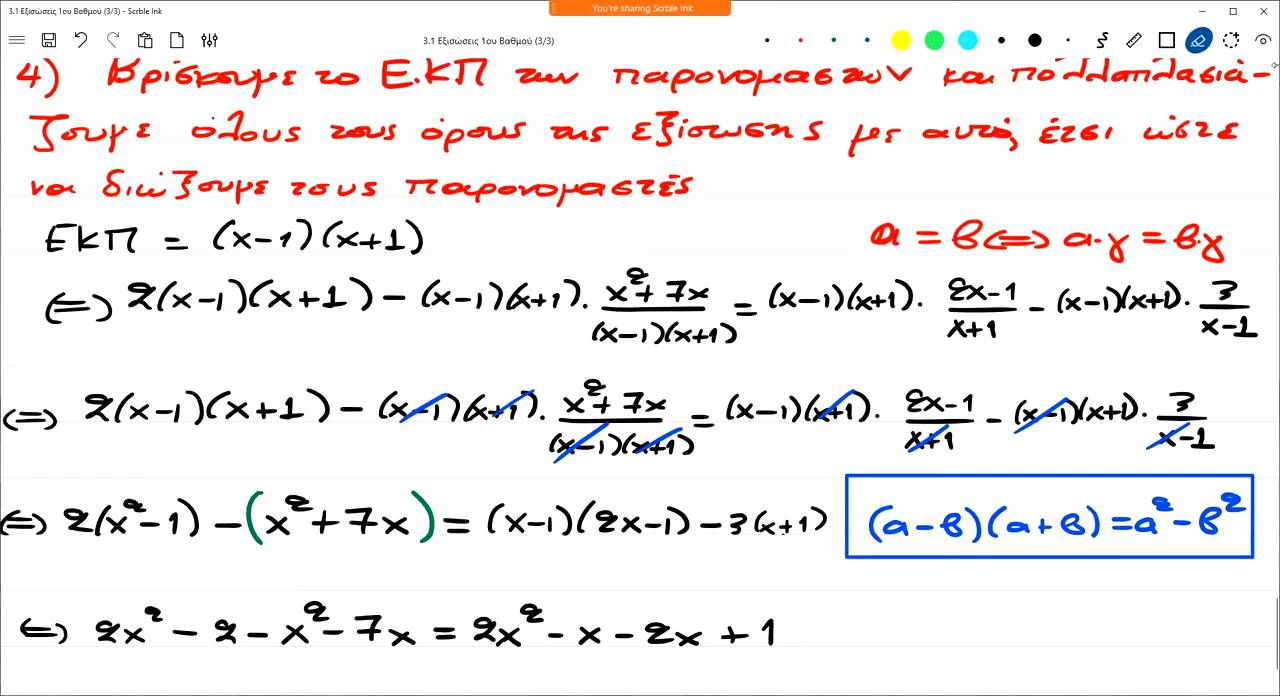 3.1 Εξισώσεις 1ου Βαθμού (3/3) - Scrble Ink
You're sharing Scrble Ink
3.1 Εξισώσεις 1ου Βαθμού (3/3)
4) Βρίσκουμε το Ε.Κ.Π των παρονομαστών και πολλαπλασιά-
ζουμε όλους τους όρους της εξίσωσης με αυτό, έτσι ώστε
να διώξουμε τους παρονομαστές
ΕΚΠ = (x-1)(x+1)
α = β ⟺ α·γ = β·γ
⟺ 2(x-1)(x+1) - (x-1)(x+1) · (x²+7x)/((x-1)(x+1)) = (x-1)(x+1) · (2x-1)/(x+1) - (x-1)(x+1) · 3/(x-1)
⟺ 2(x-1)(x+1) - (x-1)(x+1) · (x²+7x)/((x-1)(x+1)) = (x-1)(x+1) · (2x-1)/(x+1) - (x-1)(x+1) · 3/(x-1)
⟺ 2(x²-1) - (x²+7x) = (x-1)(2x-1) - 3(x+1)
(α-β)(α+β) = α²-β²
⟺ 2x² - 2 - x² - 7x = 2x² - x - 2x + 1